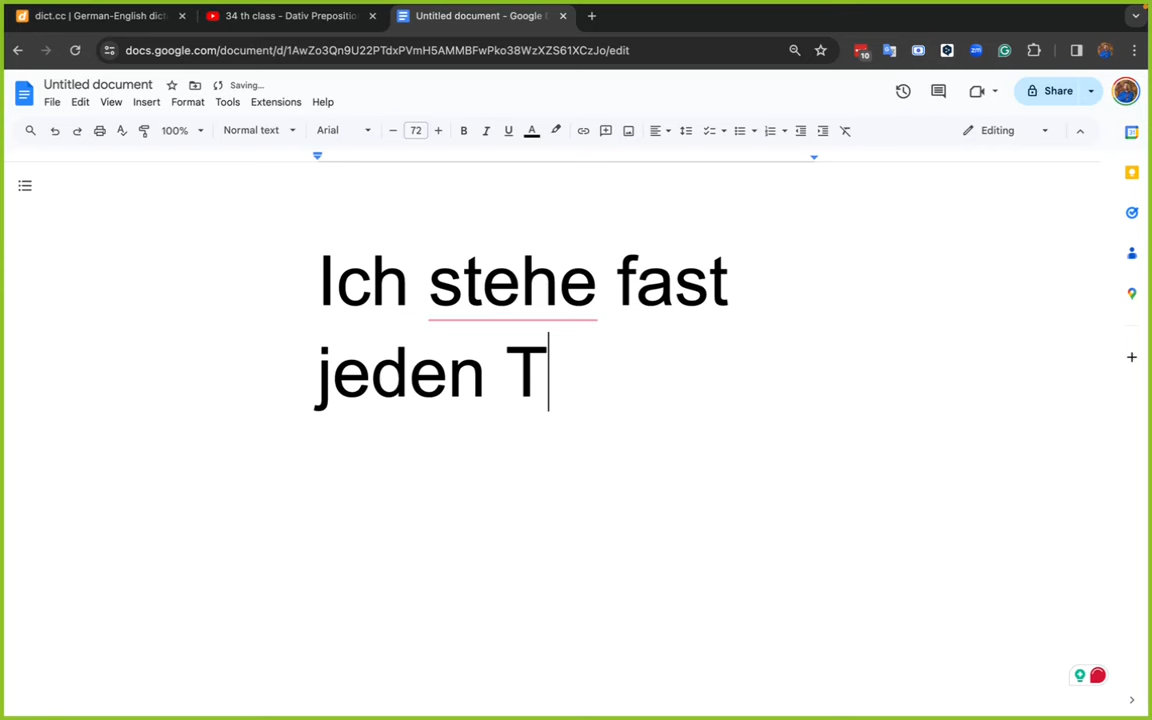 dict.cc | German-English dict
34 th class - Dativ Prepositio
Untitled document - Google D
docs.google.com/document/d/1AwZo3Qn9U22PTdxPVmH5AMMBFwPko38WzXZS61XCzJo/edit
10
Untitled document
Saving...
File Edit View Insert Format Tools Extensions Help
Share
100% Normal text Arial 72 Editing
Ich stehe fast
jeden T